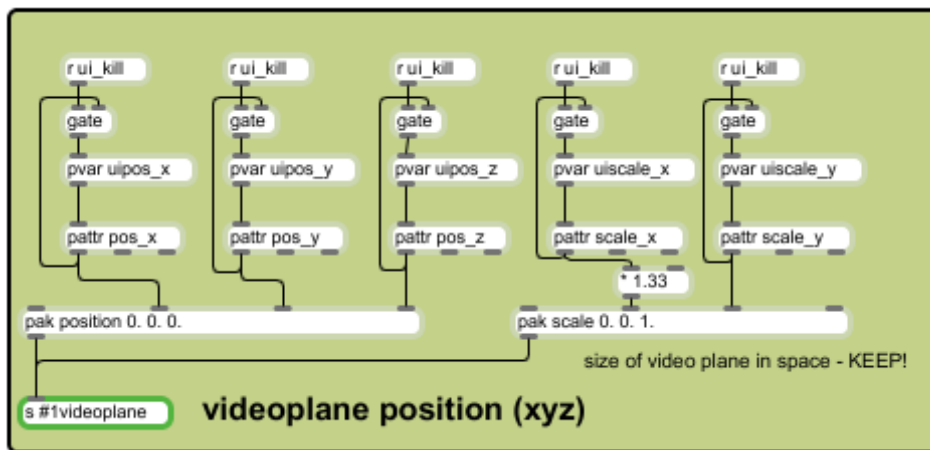 r ui_kill r ui_kill r ui_kill r ui_kill r ui_kill
gate gate gate gate gate
pvar uipos_x pvar uipos_y pvar uipos_z pvar uiscale_x pvar uiscale_y
pattr pos_x pattr pos_y pattr pos_z pattr scale_x pattr scale_y
* 1.33
pak position 0. 0. 0. pak scale 0. 0. 1.
size of video plane in space - KEEP!
s #1videoplane videoplane position (xyz)